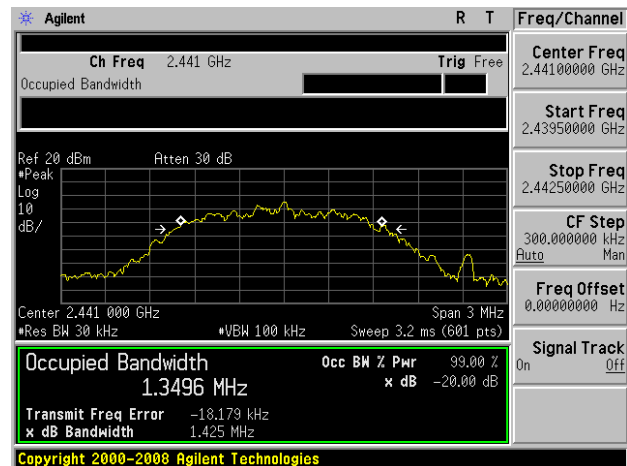 Agilent R T
Ch Freq 2.441 GHz Trig Free
Occupied Bandwidth
Ref 20 dBm Atten 30 dB
#Peak
Log
10
dB/
Center 2.441 000 GHz Span 3 MHz
#Res BW 30 kHz #VBW 100 kHz Sweep 3.2 ms (601 pts)
Occupied Bandwidth Occ BW % Pwr 99.00 %
1.3496 MHz x dB -20.00 dB
Transmit Freq Error -18.179 kHz
x dB Bandwidth 1.425 MHz
Copyright 2000-2008 Agilent Technologies
Freq/Channel
Center Freq
2.44100000 GHz
Start Freq
2.43950000 GHz
Stop Freq
2.44250000 GHz
CF Step
300.000000 kHz
Auto Man
Freq Offset
0.00000000 Hz
Signal Track
On Off